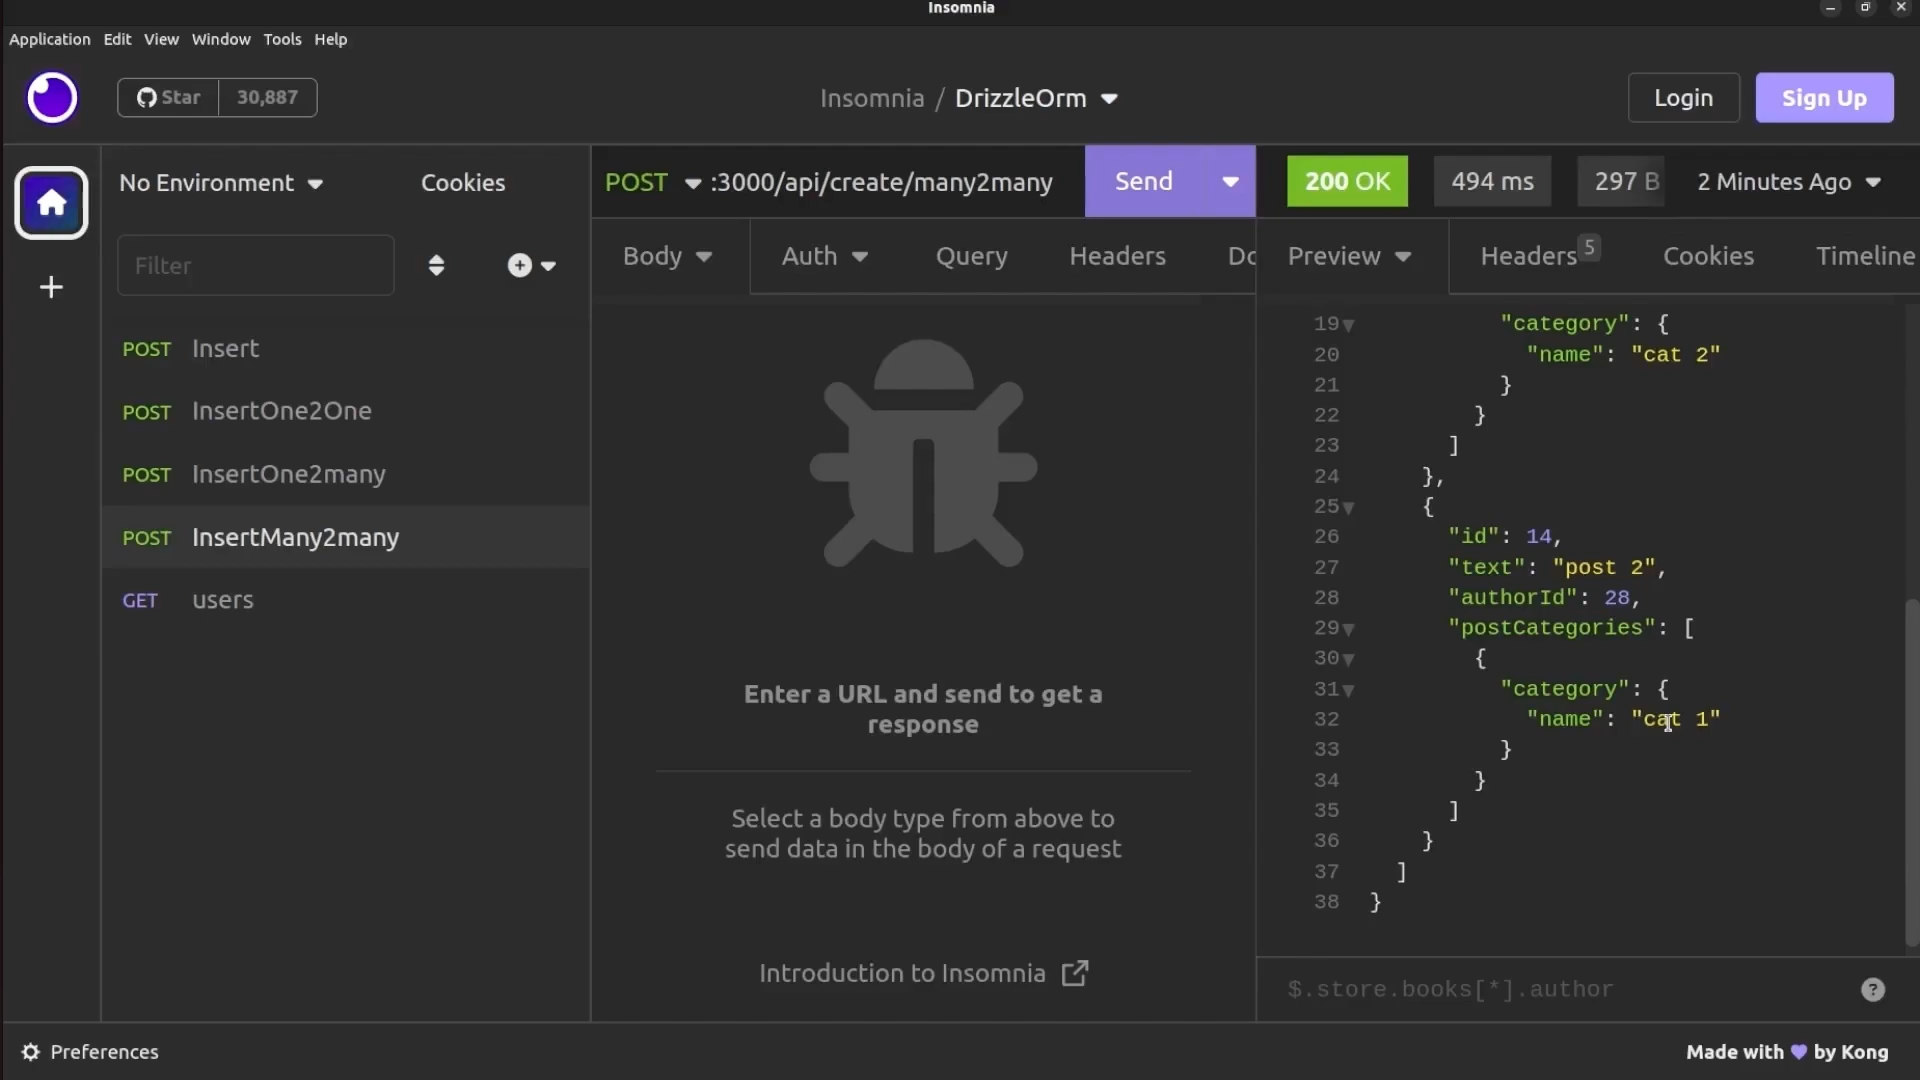 Insomnia
Application Edit View Window Tools Help
Star 30,887
Insomnia / DrizzleOrm
Login
Sign Up
No Environment
Cookies
Filter
POST Insert
POST InsertOne2One
POST InsertOne2many
POST InsertMany2many
GET users
POST :3000/api/create/many2many
Send
Body Auth Query Headers Do
Enter a URL and send to get a
response
Select a body type from above to
send data in the body of a request
Introduction to Insomnia
200 OK 494 ms 297 B 2 Minutes Ago
Preview Headers 5 Cookies Timeline
19 "category": {
20 "name": "cat 2"
21 }
22 }
23 ]
24 },
25 {
26 "id": 14,
27 "text": "post 2",
28 "authorId": 28,
29 "postCategories": [
30 {
31 "category": {
32 "name": "cat 1"
33 }
34 }
35 ]
36 }
37 ]
38 }
$.store.books[*].author
?
Preferences
Made with 💜 by Kong